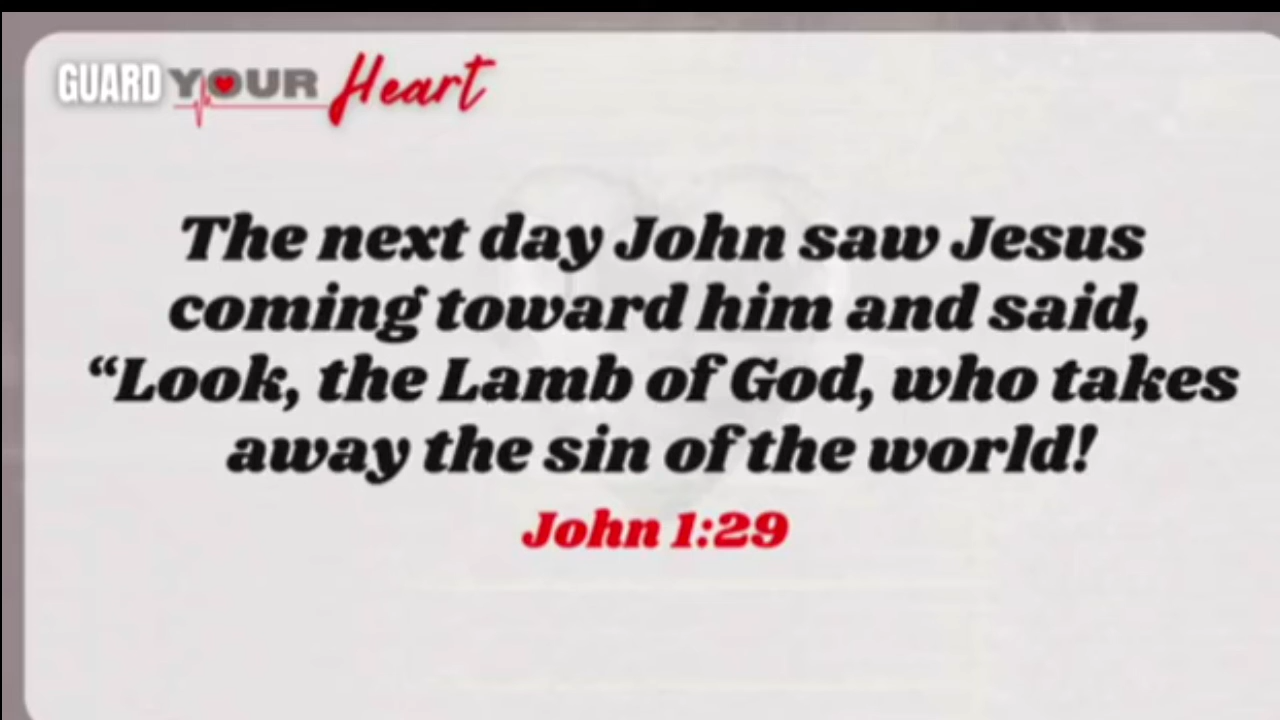 GUARD YOUR Heart
The next day John saw Jesus
coming toward him and said,
“Look, the Lamb of God, who takes
away the sin of the world!
John 1:29